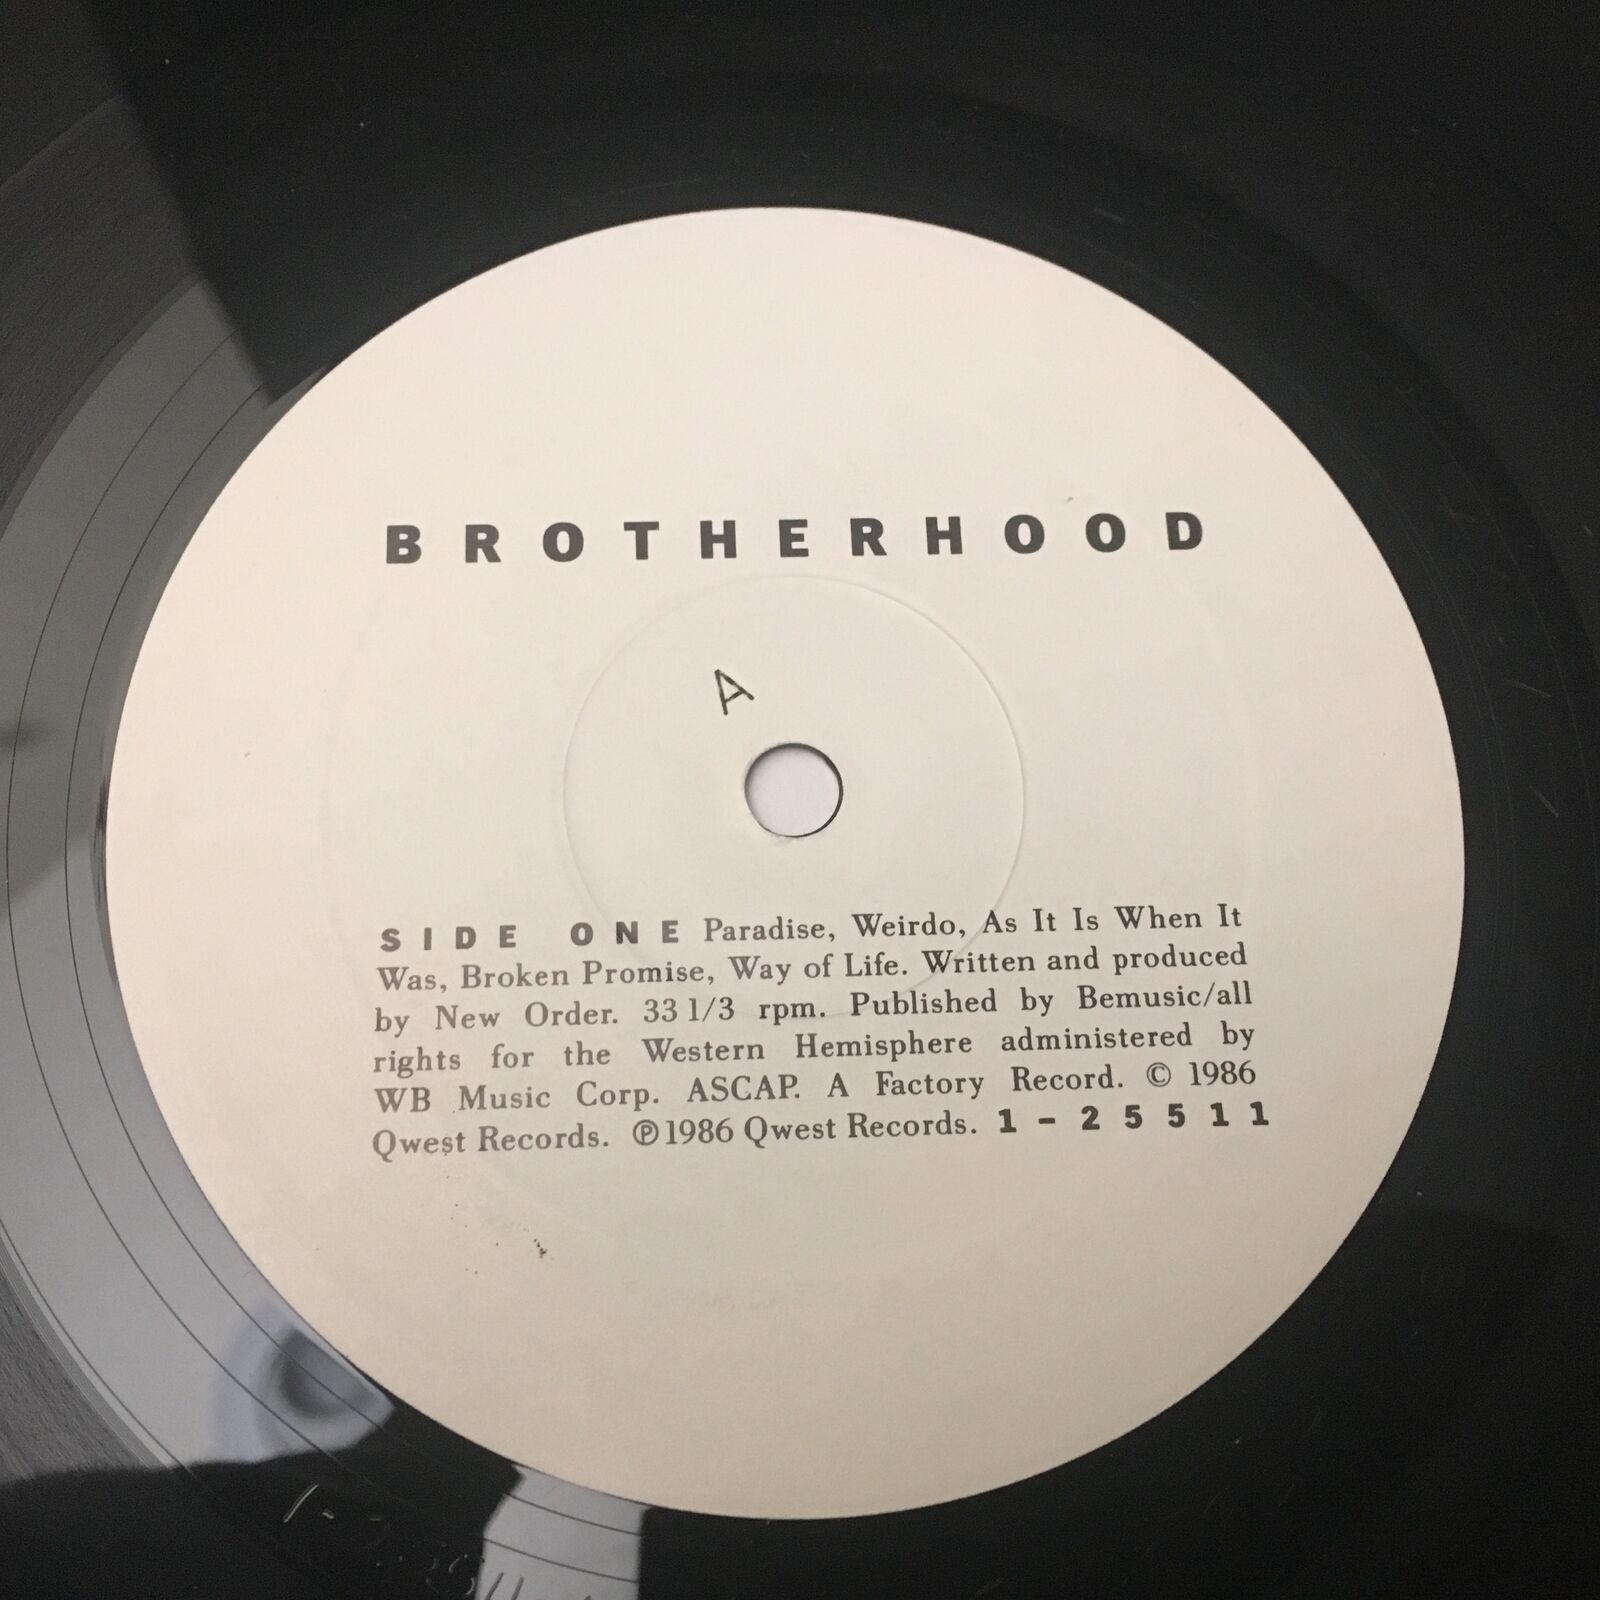 BROTHERHOOD
A
SIDE ONE Paradise, Weirdo, As It Is When It
Was, Broken Promise, Way of Life. Written and produced
by New Order. 33 1/3 rpm. Published by Bemusic/all
rights for the Western Hemisphere administered by
WB Music Corp. ASCAP. A Factory Record. © 1986
Qwest Records. ℗1986 Qwest Records. 1-25511